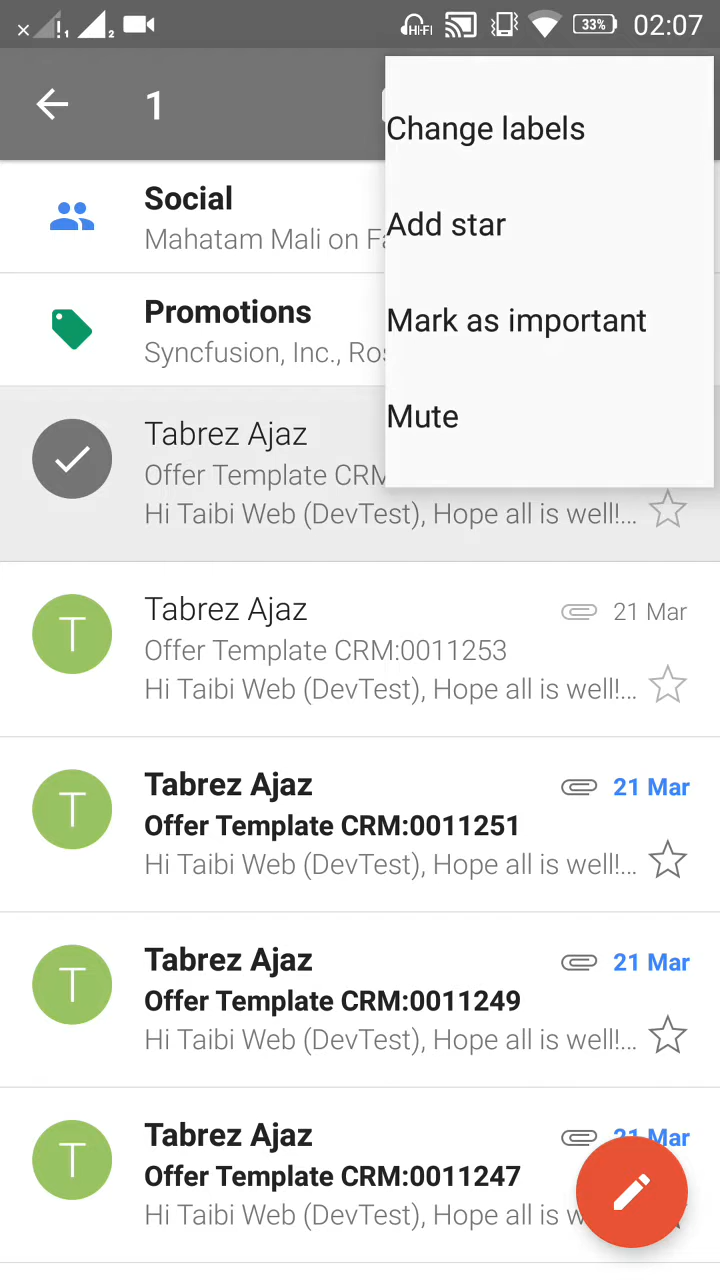 1 2 HI-FI 33% 02:07
1
Change labels
Add star
Mark as important
Mute
Social
Mahatam Mali on
Promotions
Syncfusion, Inc.,
Tabrez Ajaz
Offer Template
Hi Taibi Web (DevTest), Hope all is well!...
T
Tabrez Ajaz 21 Mar
Offer Template CRM:0011253
Hi Taibi Web (DevTest), Hope all is well!...
T
Tabrez Ajaz 21 Mar
Offer Template CRM:0011251
Hi Taibi Web (DevTest), Hope all is well!...
T
Tabrez Ajaz 21 Mar
Offer Template CRM:0011249
Hi Taibi Web (DevTest), Hope all is well!...
T
Tabrez Ajaz 21 Mar
Offer Template CRM:0011247
Hi Taibi Web (DevTest), Hope all is